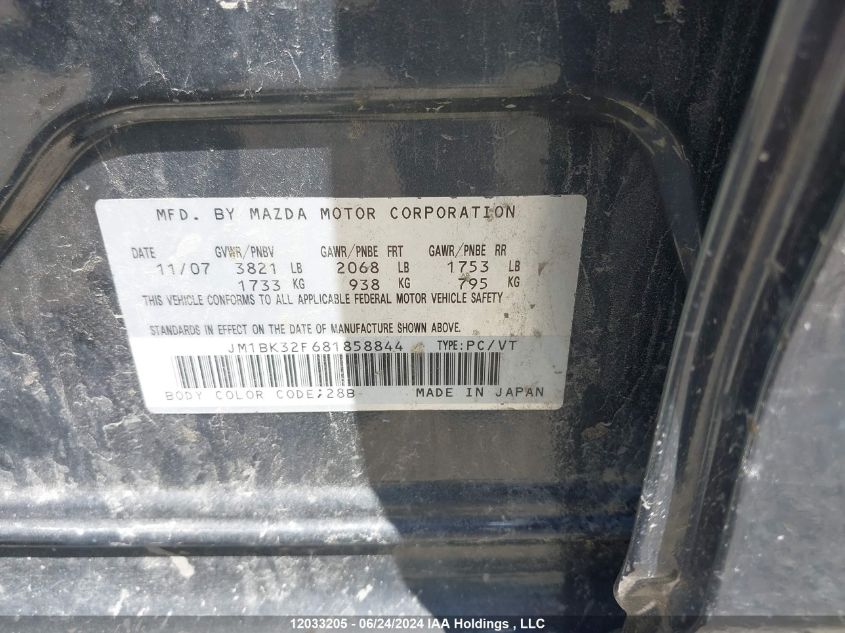 MFD. BY MAZDA MOTOR CORPORATION
DATE GVWR/PNBV GAWR/PNBE FRT GAWR/PNBE RR
11/07 3821 LB 2068 LB 1753 LB
1733 KG 938 KG 795 KG
THIS VEHICLE CONFORMS TO ALL APPLICABLE FEDERAL MOTOR VEHICLE SAFETY
STANDARDS IN EFFECT ON THE DATE OF MANUFACTURE SHOWN ABOVE.
JM1BK32F681858844 TYPE:PC/VT
BODY COLOR CODE:28B MADE IN JAPAN
12033205 - 06/24/2024 IAA Holdings , LLC